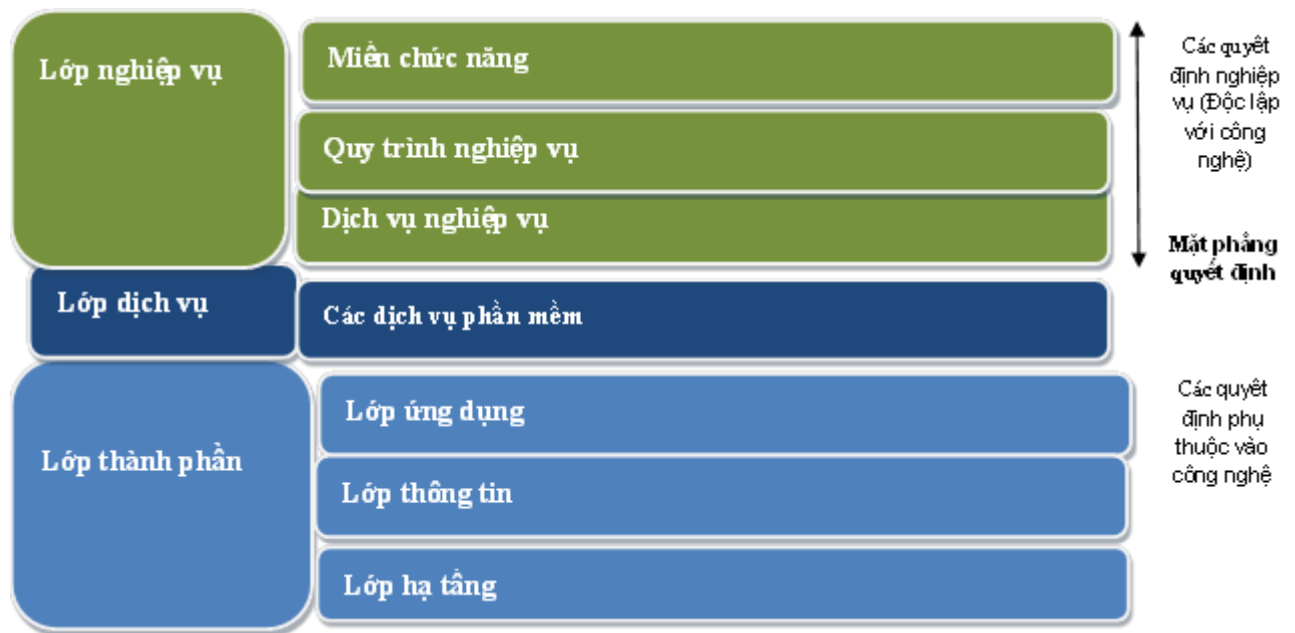 Lớp nghiệp vụ
Miền chức năng
Quy trình nghiệp vụ
Dịch vụ nghiệp vụ
Các quyết
định nghiệp
vụ (Độc lập
với công
nghệ)
Mặt phẳng
quyết định
Lớp dịch vụ
Các dịch vụ phần mềm
Lớp thành phần
Lớp ứng dụng
Lớp thông tin
Lớp hạ tầng
Các quyết
định phụ
thuộc vào
công nghệ